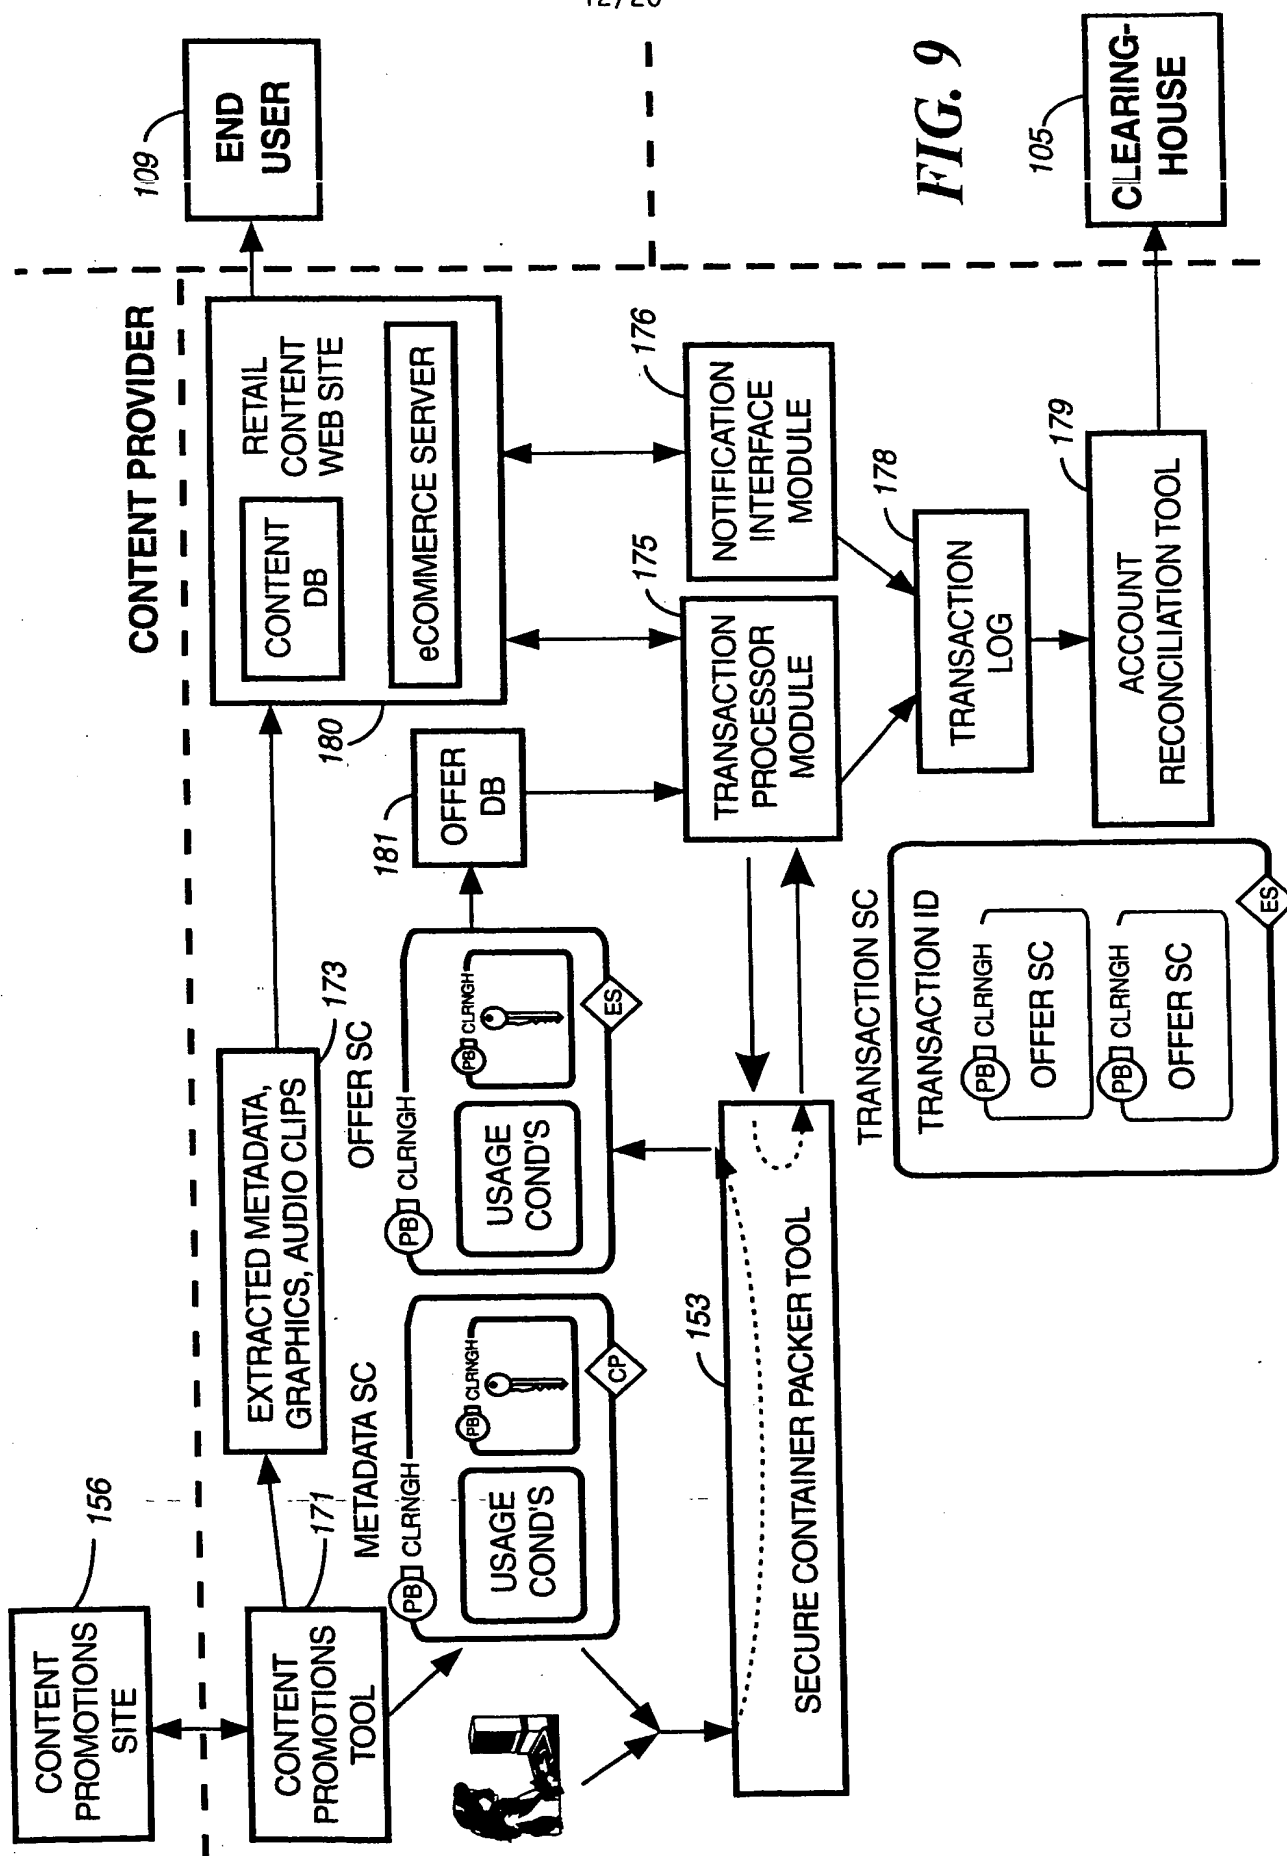 12/20
CONTENT PROVIDER
156
CONTENT
PROMOTIONS
SITE
171
CONTENT
PROMOTIONS
TOOL
173
EXTRACTED METADATA,
GRAPHICS, AUDIO CLIPS
180
RETAIL
CONTENT
WEB SITE
CONTENT
DB
eCOMMERCE SERVER
109
END
USER
METADATA SC
PB CLRNGH
USAGE
COND'S
PB CLRNGH
CP
OFFER SC
PB CLRNGH
USAGE
COND'S
PB CLRNGH
ES
181
OFFER
DB
153
SECURE CONTAINER PACKER TOOL
175
TRANSACTION
PROCESSOR
MODULE
176
NOTIFICATION
INTERFACE
MODULE
178
TRANSACTION
LOG
179
ACCOUNT
RECONCILIATION TOOL
TRANSACTION SC
TRANSACTION ID
PB CLRNGH
OFFER SC
PB CLRNGH
OFFER SC
ES
105
CLEARING-
HOUSE
FIG. 9